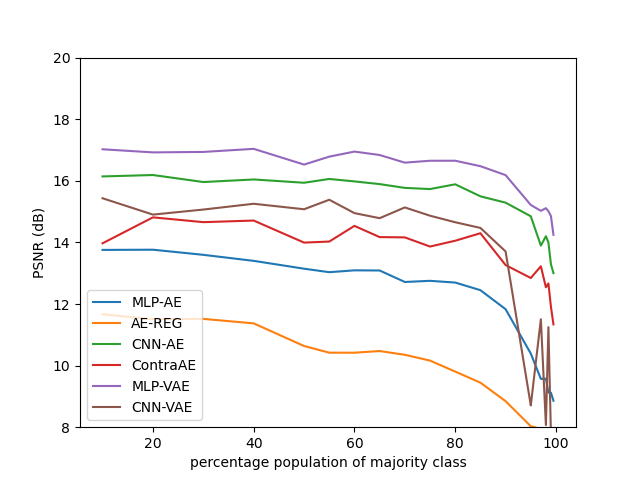 20
18
16
14
12
10
8
PSNR (dB)
MLP-AE
AE-REG
CNN-AE
ContraAE
MLP-VAE
CNN-VAE
20 40 60 80 100
percentage population of majority class